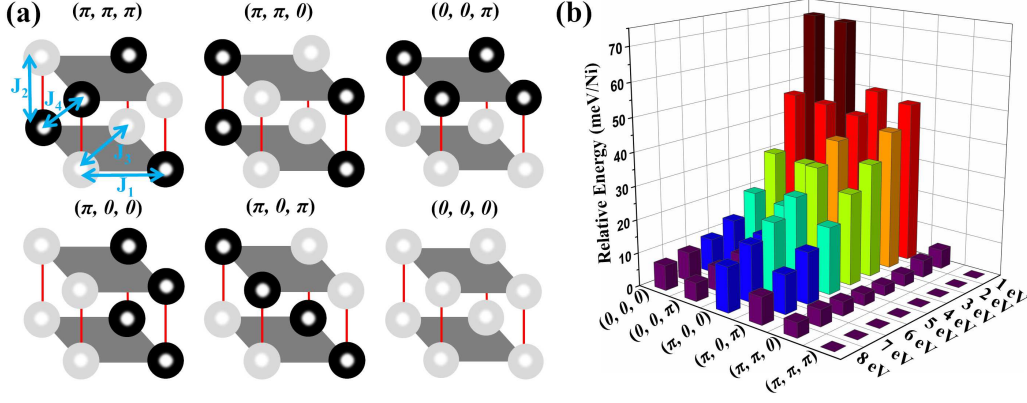 (a)
(π, π, π)
(π, π, 0)
(0, 0, π)
J2
J4
J3
J1
(π, 0, 0)
(π, 0, π)
(0, 0, 0)
(b)
Relative Energy (meV/Ni)
70
60
50
40
30
20
10
0
(0, 0, 0)
(0, 0, π)
(π, 0, 0)
(π, 0, π)
(π, π, 0)
(π, π, π)
1 eV
2 eV
3 eV
4 eV
5 eV
6 eV
7 eV
8 eV